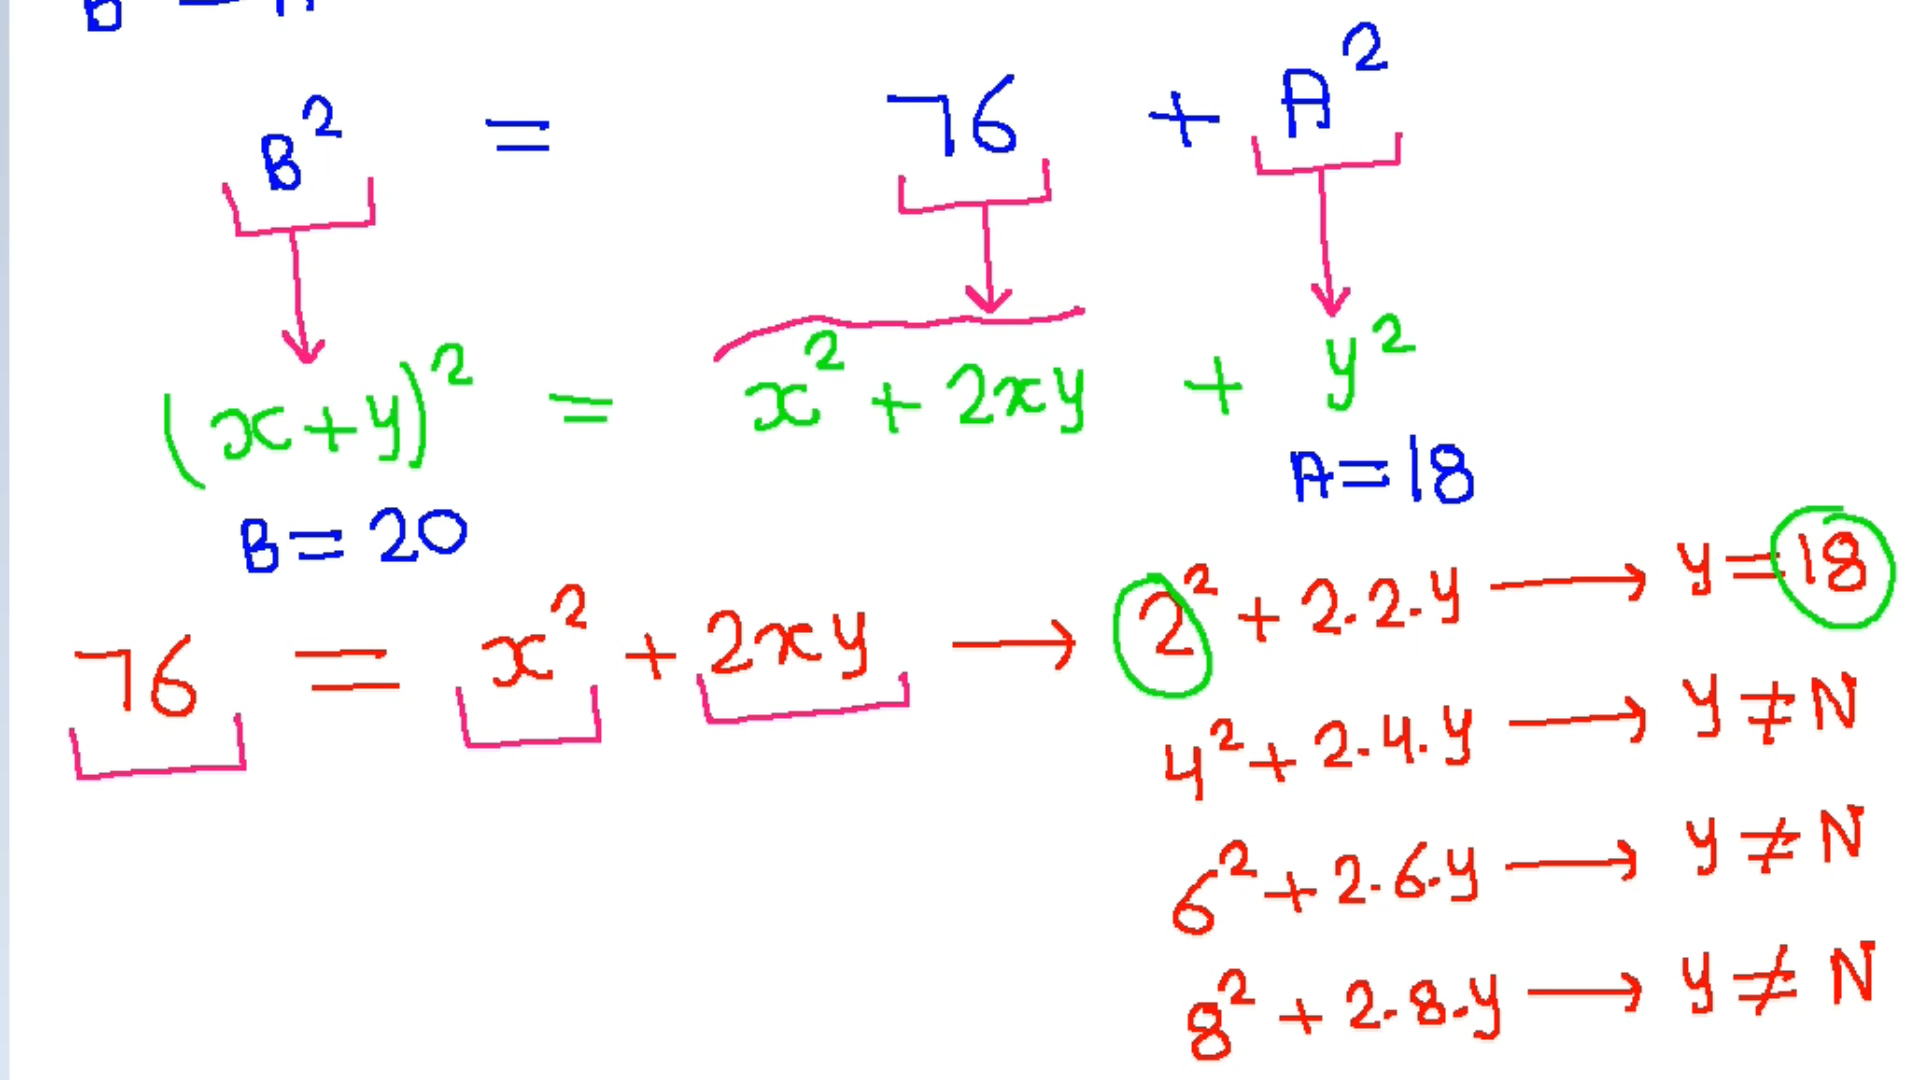 B² = 76 + A²
(x+y)² = x² + 2xy + y²
A=18
B=20
76 = x² + 2xy → 2² + 2.2.y → y=18
4² + 2.4.y → y≠N
6² + 2.6.y → y≠N
8² + 2.8.y → y≠N